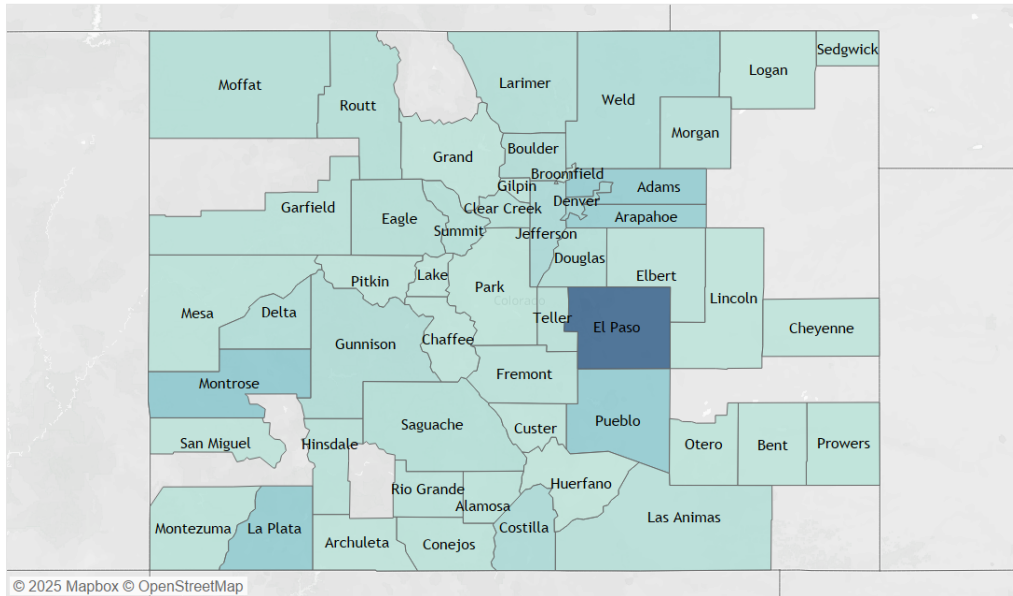 Sedgwick
Logan
Moffat
Larimer
Weld
Routt
Morgan
Boulder
Grand
Broomfield
Gilpin
Adams
Denver
Clear Creek
Garfield
Eagle
Arapahoe
Summit
Jefferson
Douglas
Lake
Elbert
Pitkin
Park
Lincoln
Colorado
Mesa
Delta
Teller
El Paso
Cheyenne
Chaffee
Gunnison
Fremont
Montrose
Pueblo
Saguache
Custer
San Miguel
Hinsdale
Otero
Bent
Prowers
Huerfano
Rio Grande
Alamosa
Las Animas
Montezuma
La Plata
Costilla
Archuleta
Conejos
© 2025 Mapbox © OpenStreetMap